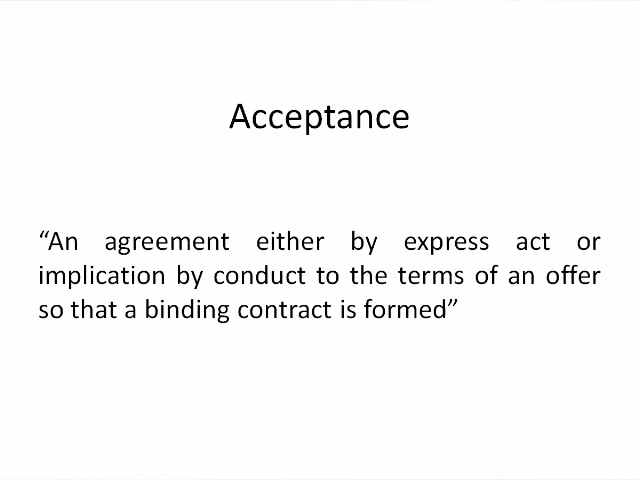 Acceptance
“An agreement either by express act or
implication by conduct to the terms of an offer
so that a binding contract is formed”